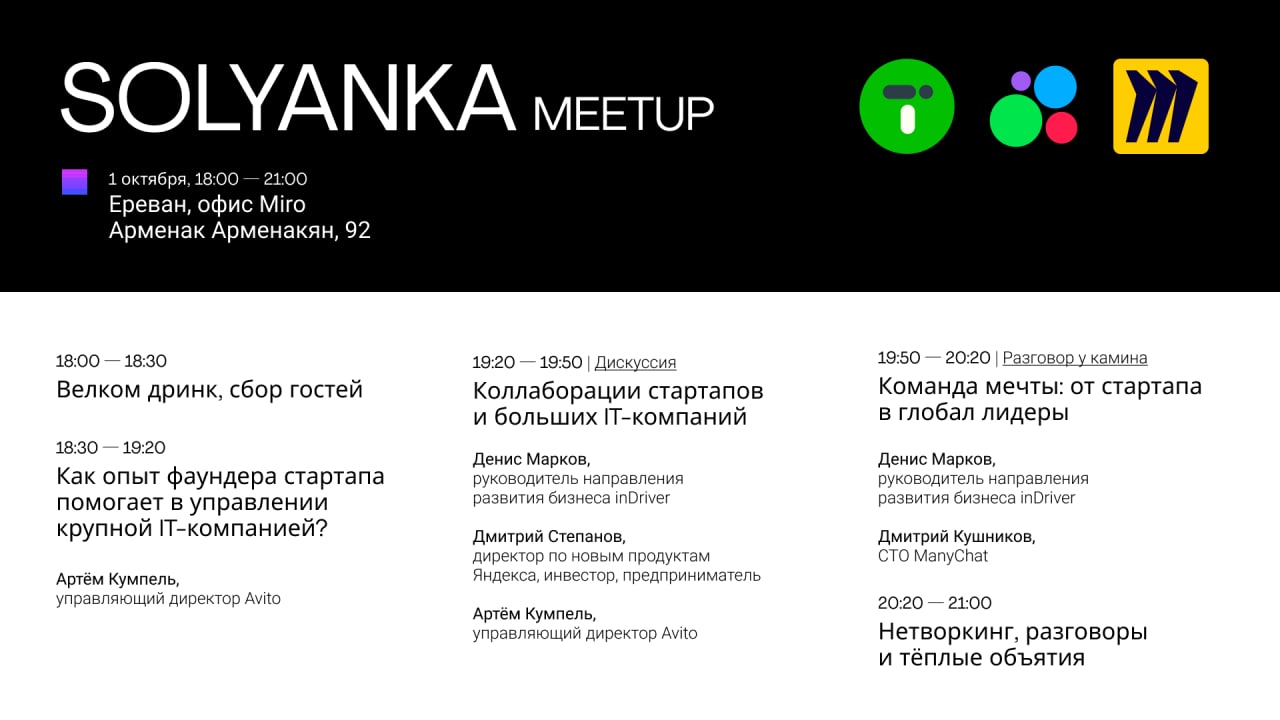 SOLYANKA MEETUP
1 октября, 18:00 — 21:00
Ереван, офис Miro
Арменак Арменакян, 92
18:00 — 18:30
Велком дринк, сбор гостей
18:30 — 19:20
Как опыт фаундера стартапа
помогает в управлении
крупной IT-компанией?
Артём Кумпель,
управляющий директор Avito
19:20 — 19:50 | Дискуссия
Коллаборации стартапов
и больших IT-компаний
Денис Марков,
руководитель направления
развития бизнеса inDriver
Дмитрий Степанов,
директор по новым продуктам
Яндекса, инвестор, предприниматель
Артём Кумпель,
управляющий директор Avito
19:50 — 20:20 | Разговор у камина
Команда мечты: от стартапа
в глобал лидеры
Денис Марков,
руководитель направления
развития бизнеса inDriver
Дмитрий Кушников,
CTO ManyChat
20:20 — 21:00
Нетворкинг, разговоры
и тёплые объятия